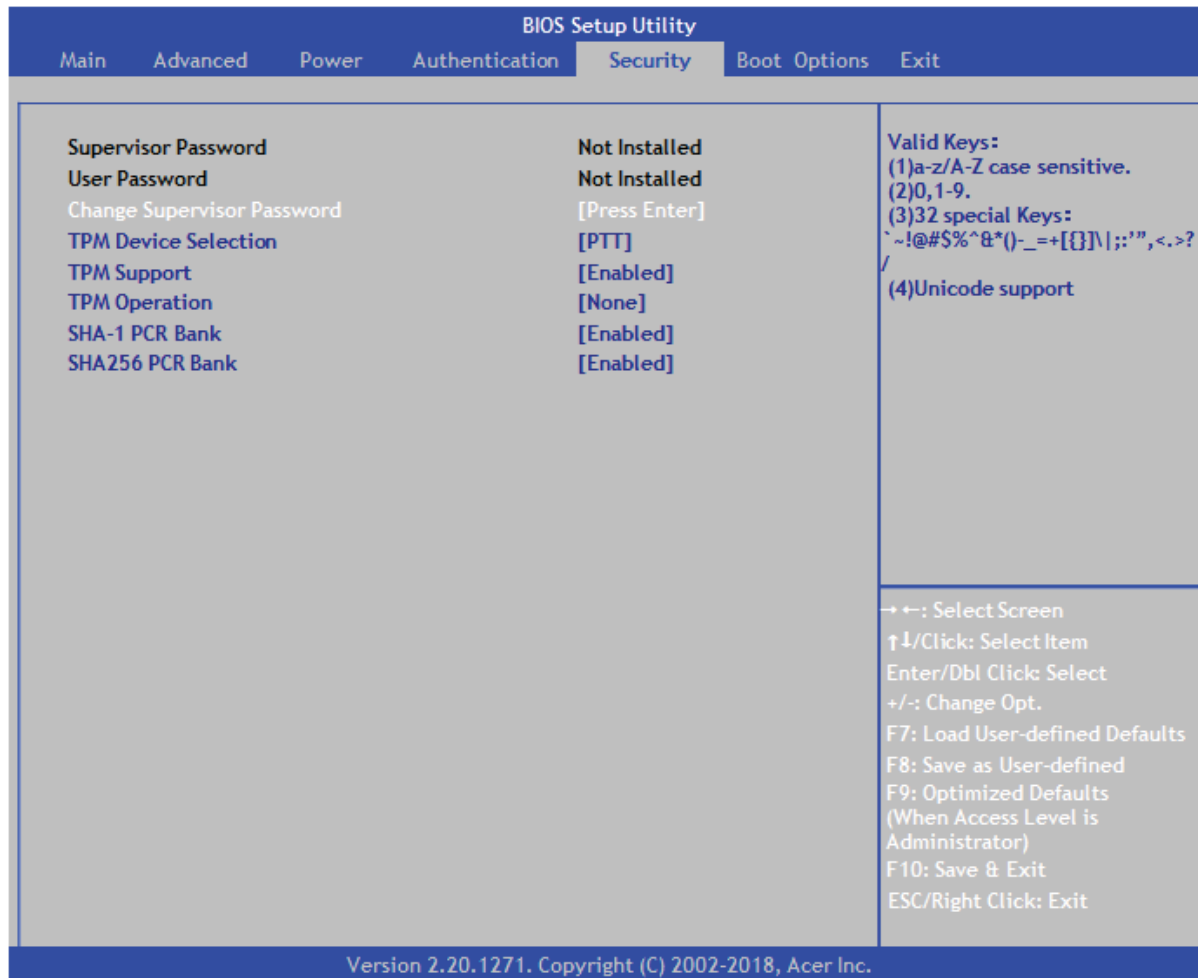 BIOS Setup Utility
Main Advanced Power Authentication Security Boot Options Exit
Supervisor Password Not Installed
User Password Not Installed
Change Supervisor Password [Press Enter]
TPM Device Selection [PTT]
TPM Support [Enabled]
TPM Operation [None]
SHA-1 PCR Bank [Enabled]
SHA256 PCR Bank [Enabled]
Valid Keys:
(1)a-z/A-Z case sensitive.
(2)0,1-9.
(3)32 special Keys:
`~!@#$%^&*()-_=+[{}]\|;:'”,<.>?
/
(4)Unicode support
→←: Select Screen
↑↓/Click: Select Item
Enter/Dbl Click: Select
+/-: Change Opt.
F7: Load User-defined Defaults
F8: Save as User-defined
F9: Optimized Defaults
(When Access Level is
Administrator)
F10: Save & Exit
ESC/Right Click: Exit
Version 2.20.1271. Copyright (C) 2002-2018, Acer Inc.